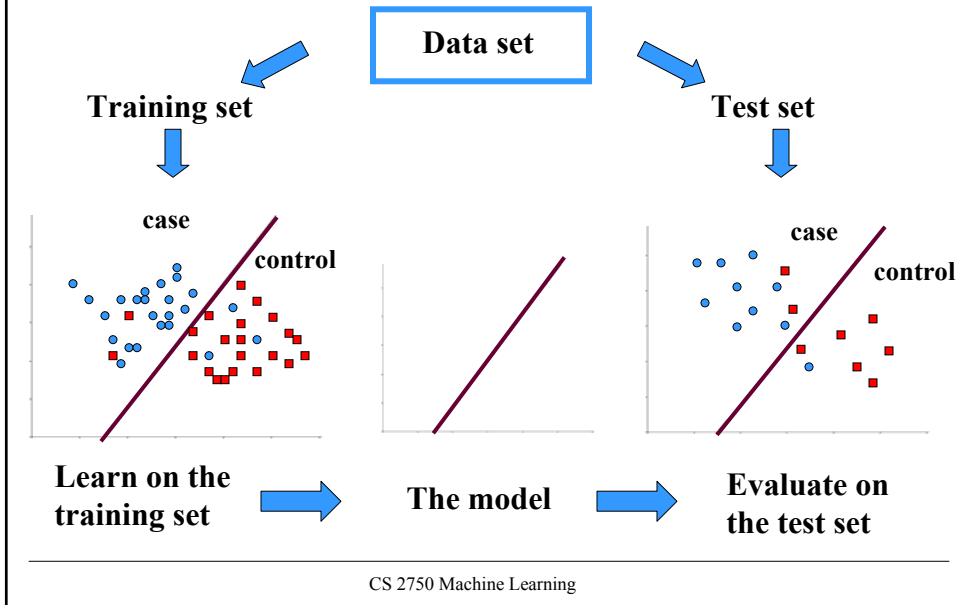 Data set
Training set
Test set
case
control
case
control
Learn on the
training set
The model
Evaluate on
the test set
CS 2750 Machine Learning